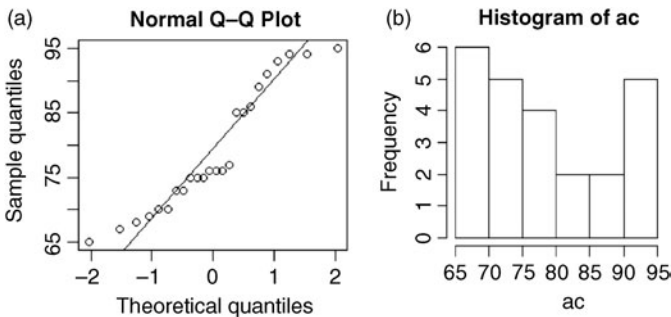 (a)
Normal Q–Q Plot
Sample quantiles
95
85
75
65
−2
−1
0
1
2
Theoretical quantiles
(b)
Histogram of ac
Frequency
6
5
4
3
2
1
0
65 70 75 80 85 90 95
ac